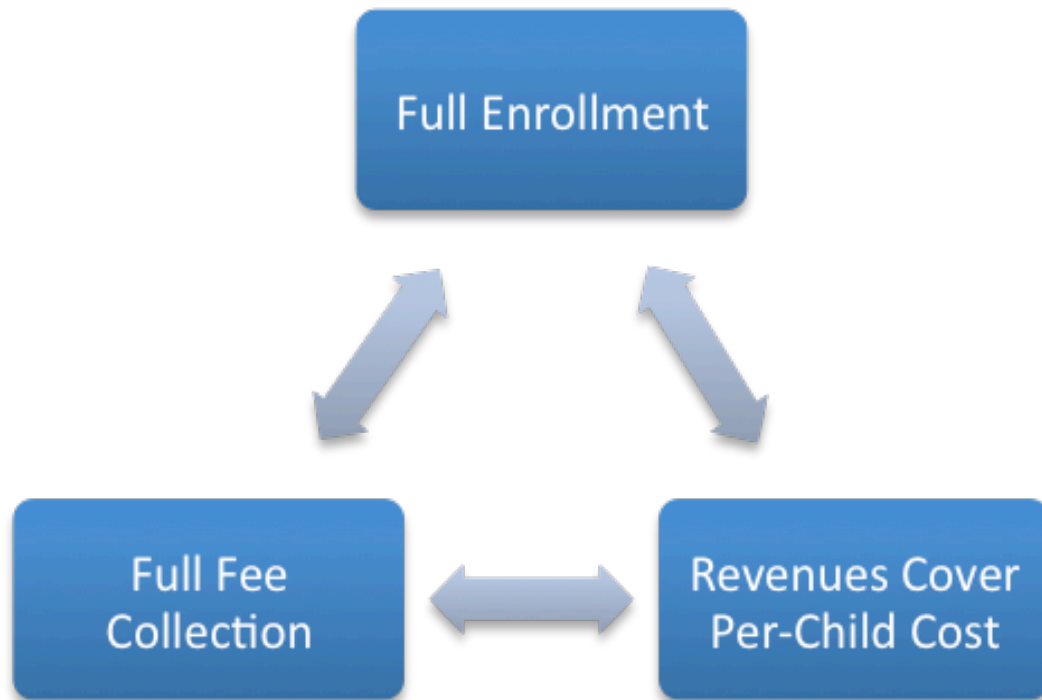 Full Enrollment
Full Fee
Collection
Revenues Cover
Per-Child Cost